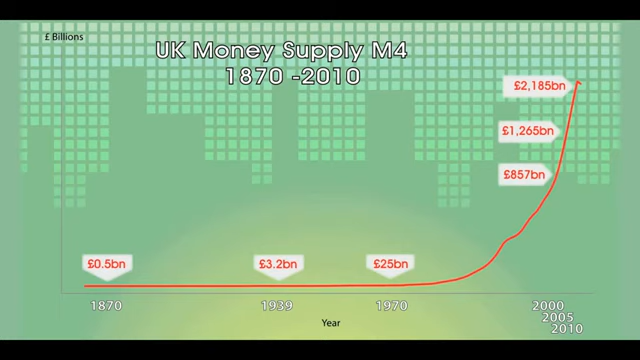 £ Billions
UK Money Supply M4
1870 -2010
£2,185bn
£1,265bn
£857bn
£0.5bn
£3.2bn
£25bn
1870
1939
1970
2000
2005
2010
Year